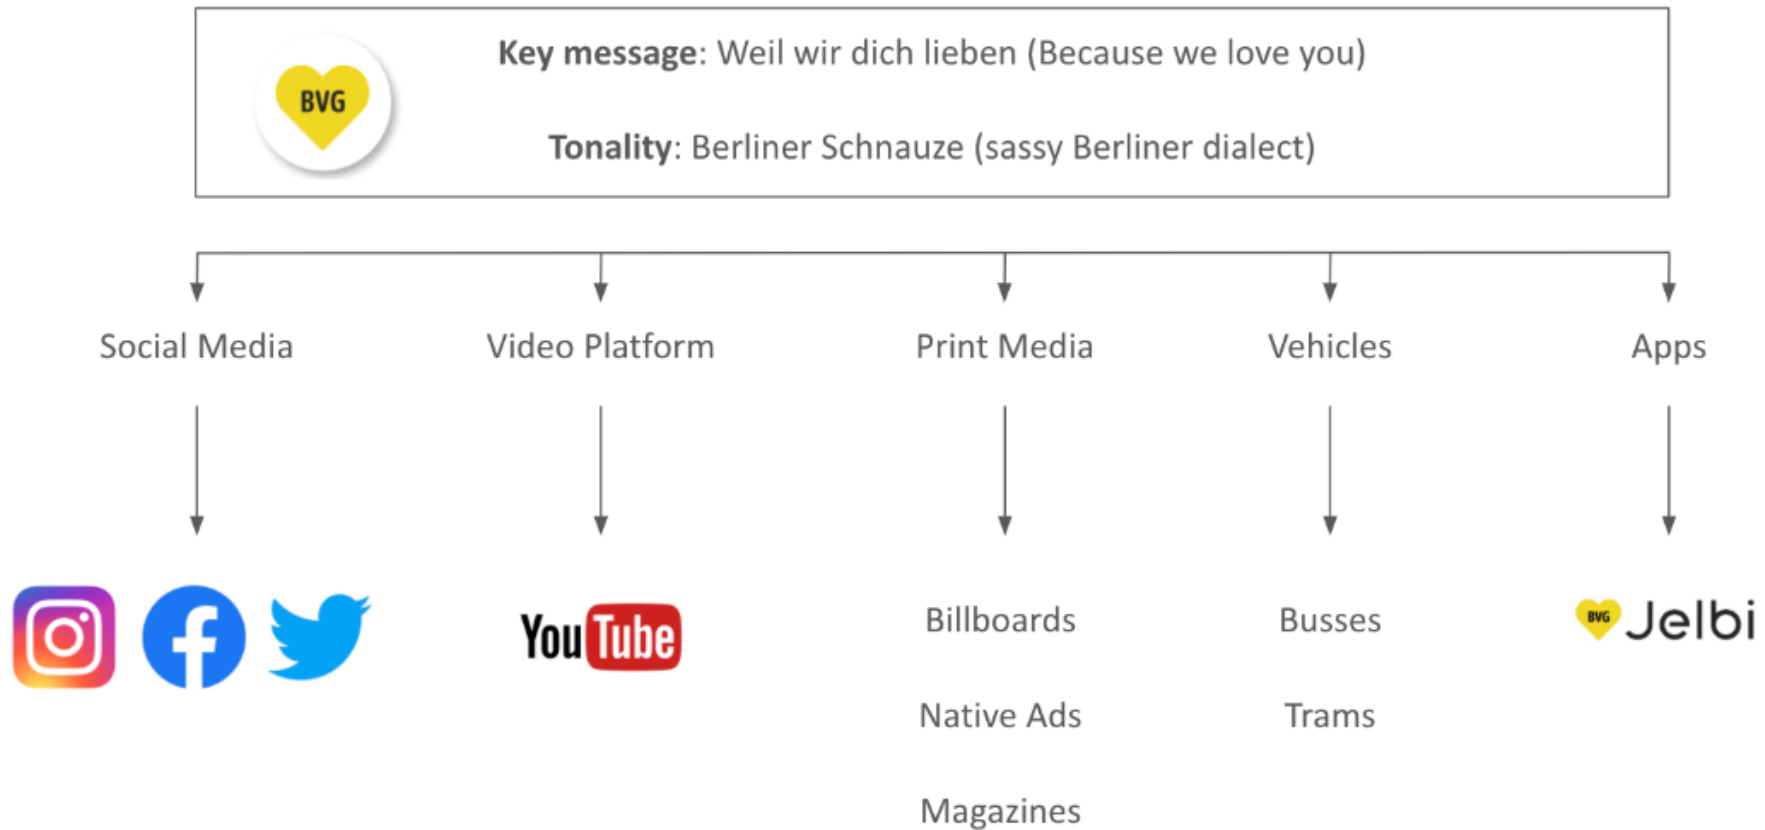 Key message: Weil wir dich lieben (Because we love you)
BVG
Tonality: Berliner Schnauze (sassy Berliner dialect)
Social Media
Video Platform
Print Media
Vehicles
Apps
YouTube
Billboards
Busses
BVG Jelbi
Native Ads
Trams
Magazines